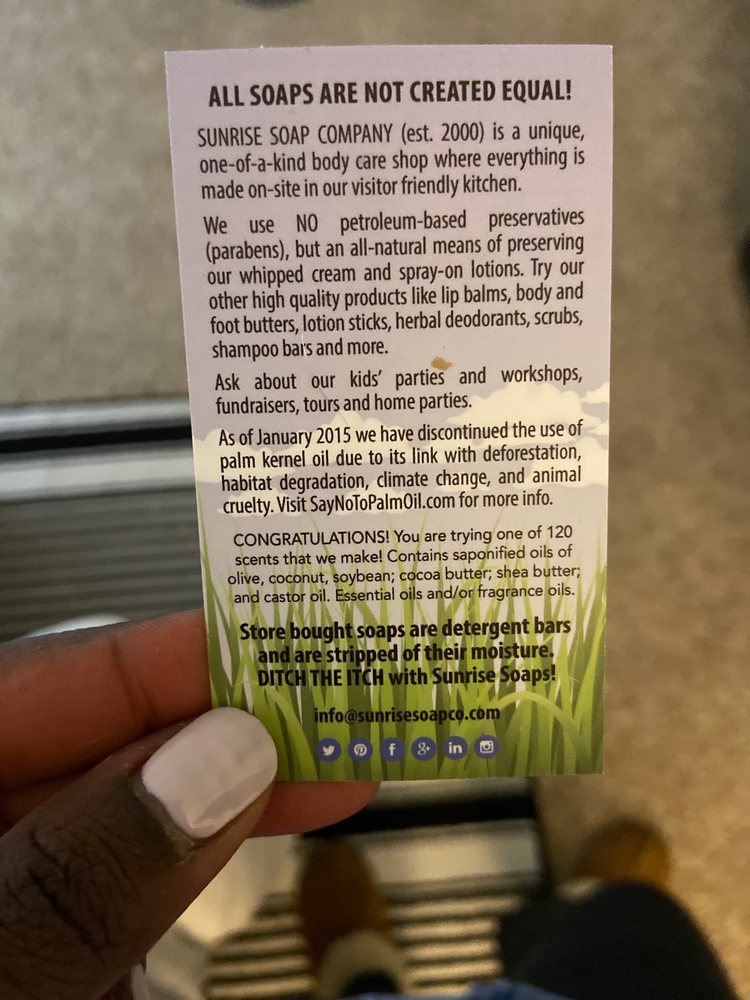 ALL SOAPS ARE NOT CREATED EQUAL!
SUNRISE SOAP COMPANY (est. 2000) is a unique,
one-of-a-kind body care shop where everything is
made on-site in our visitor friendly kitchen.
We use NO petroleum-based preservatives
(parabens), but an all-natural means of preserving
our whipped cream and spray-on lotions. Try our
other high quality products like lip balms, body and
foot butters, lotion sticks, herbal deodorants, scrubs,
shampoo bars and more.
Ask about our kids' parties and workshops,
fundraisers, tours and home parties.
As of January 2015 we have discontinued the use of
palm kernel oil due to its link with deforestation,
habitat degradation, climate change, and animal
cruelty. Visit SayNoToPalmOil.com for more info.
CONGRATULATIONS! You are trying one of 120
scents that we make! Contains saponified oils of
olive, coconut, soybean; cocoa butter; shea butter;
and castor oil. Essential oils and/or fragrance oils.
Store bought soaps are detergent bars
and are stripped of their moisture.
DITCH THE ITCH with Sunrise Soaps!
info@sunrisesoapco.com